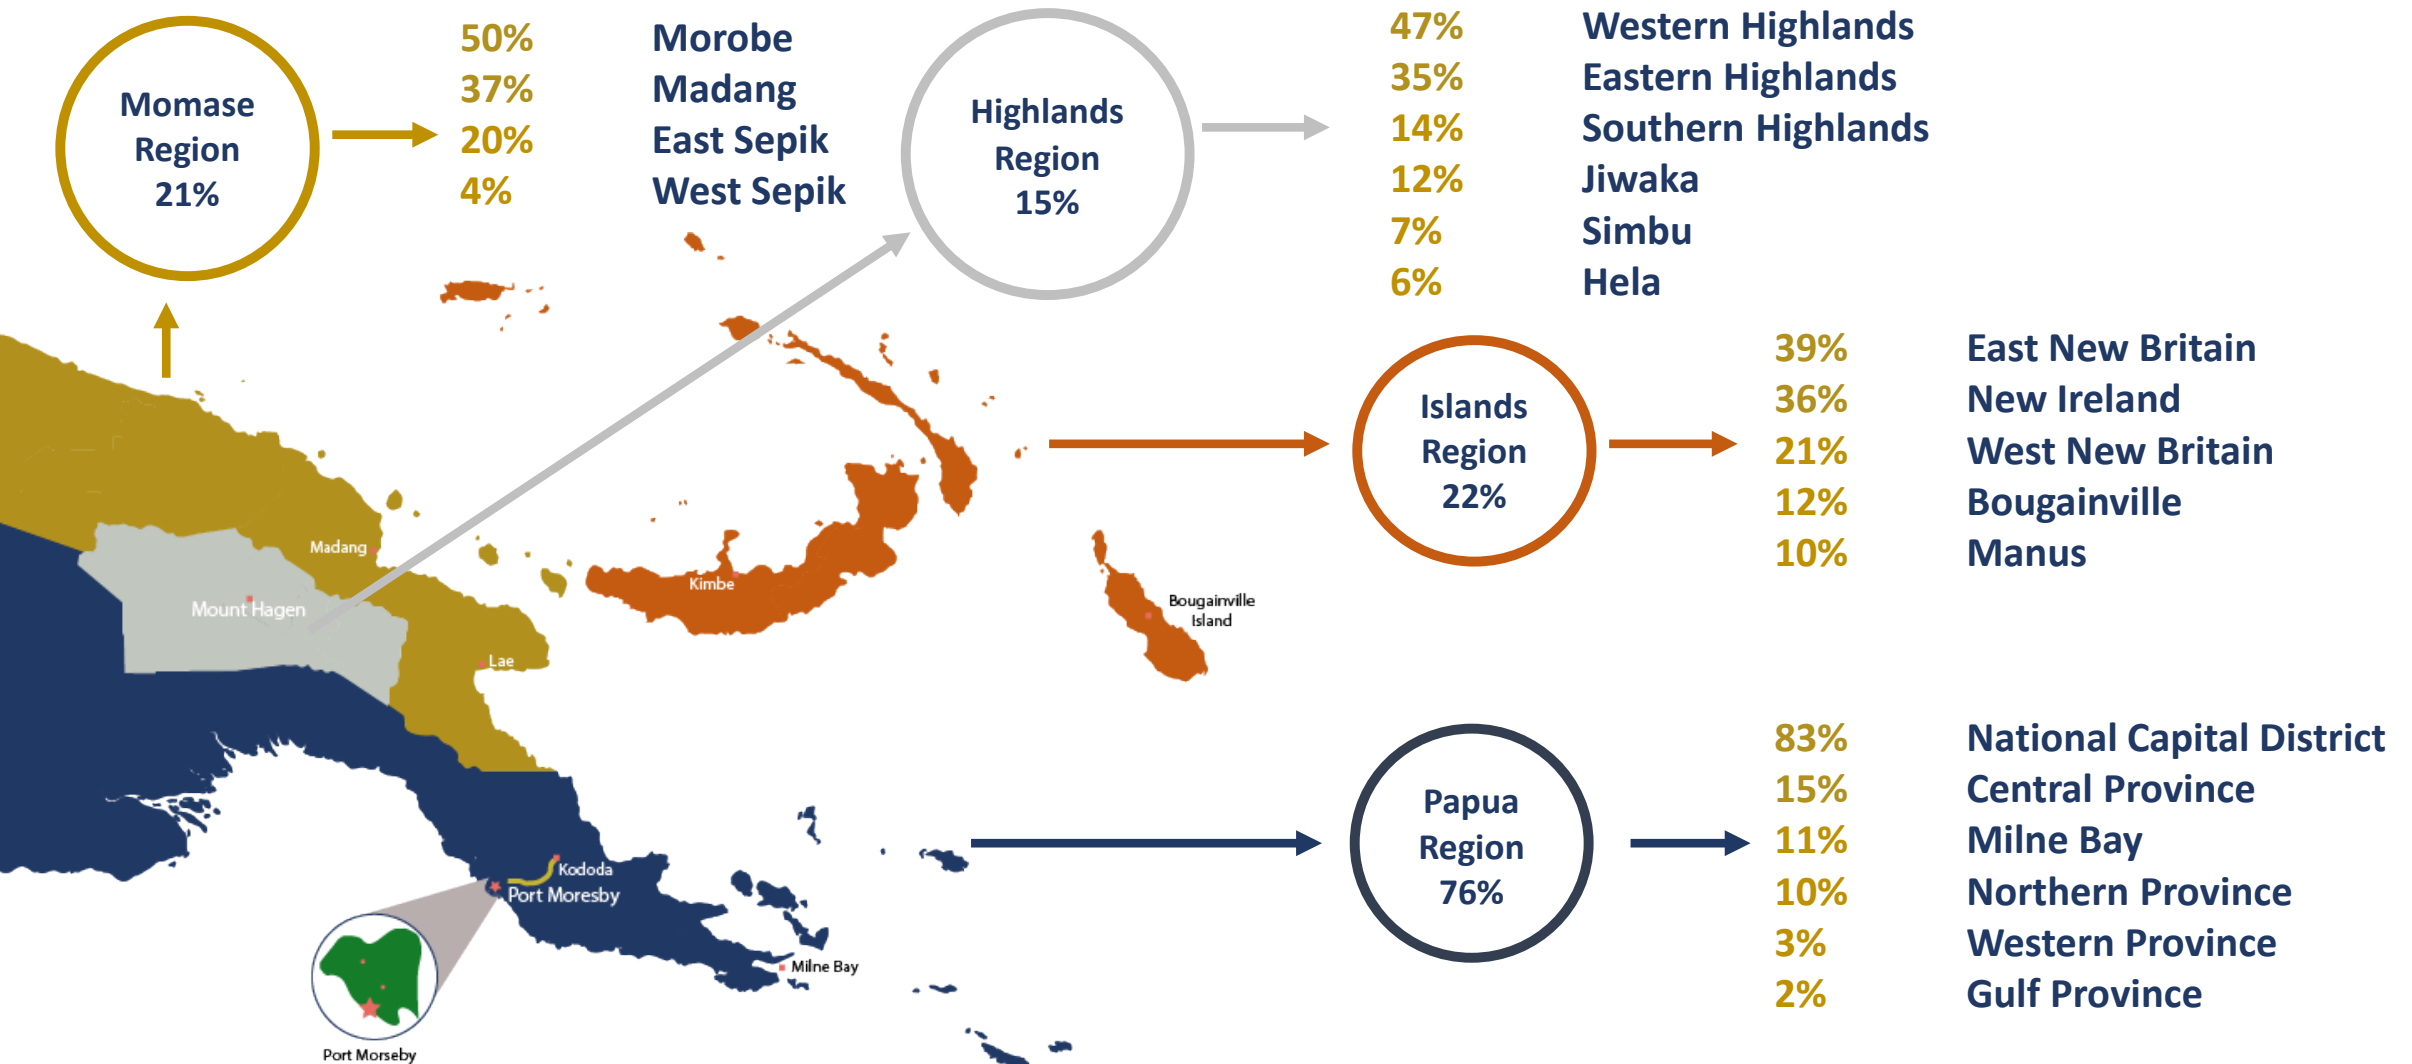 Momase
Region
21%
50% Morobe
37% Madang
20% East Sepik
4% West Sepik
Highlands
Region
15%
47% Western Highlands
35% Eastern Highlands
14% Southern Highlands
12% Jiwaka
7% Simbu
6% Hela
Islands
Region
22%
39% East New Britain
36% New Ireland
21% West New Britain
12% Bougainville
10% Manus
Madang
Mount Hagen
Lae
Kimbe
Bougainville
Island
Papua
Region
76%
83% National Capital District
15% Central Province
11% Milne Bay
10% Northern Province
3% Western Province
2% Gulf Province
Kododa
Port Moresby
Milne Bay
Port Morseby